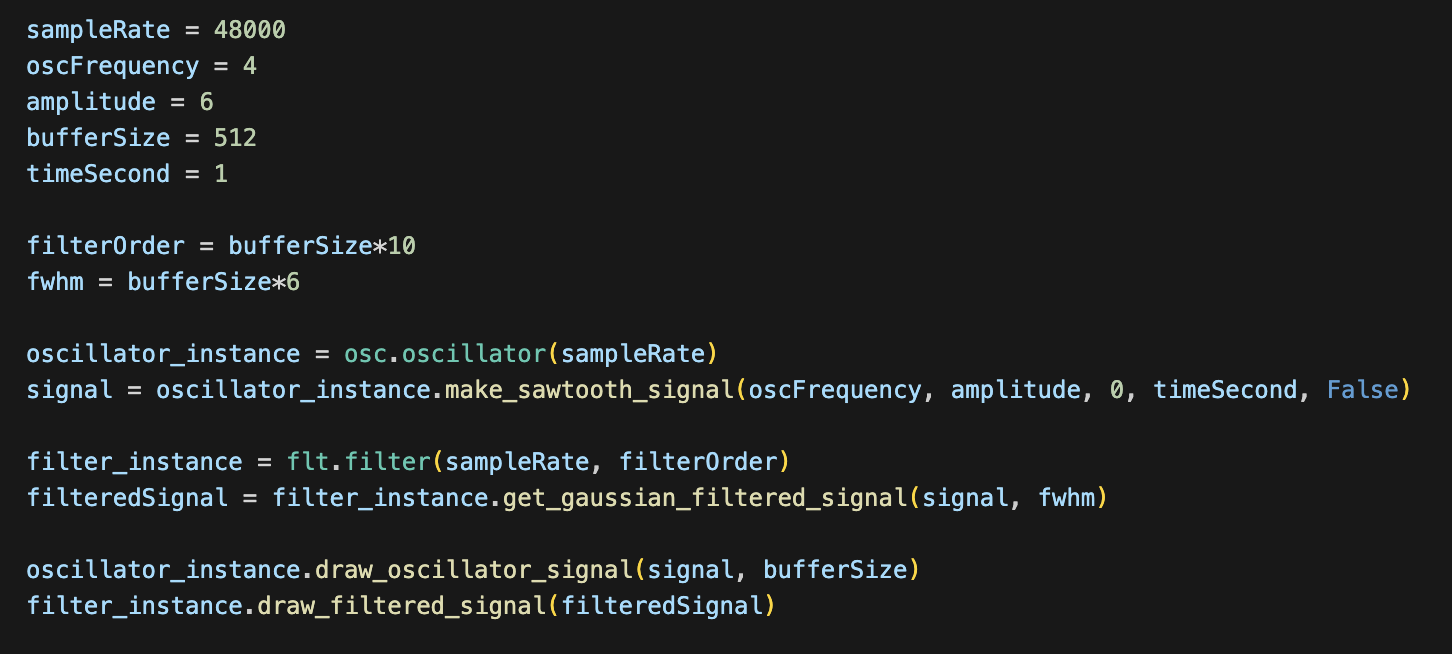 sampleRate = 48000
oscFrequency = 4
amplitude = 6
bufferSize = 512
timeSecond = 1
filterOrder = bufferSize*10
fwhm = bufferSize*6
oscillator_instance = osc.oscillator(sampleRate)
signal = oscillator_instance.make_sawtooth_signal(oscFrequency, amplitude, 0, timeSecond, False)
filter_instance = flt.filter(sampleRate, filterOrder)
filteredSignal = filter_instance.get_gaussian_filtered_signal(signal, fwhm)
oscillator_instance.draw_oscillator_signal(signal, bufferSize)
filter_instance.draw_filtered_signal(filteredSignal)